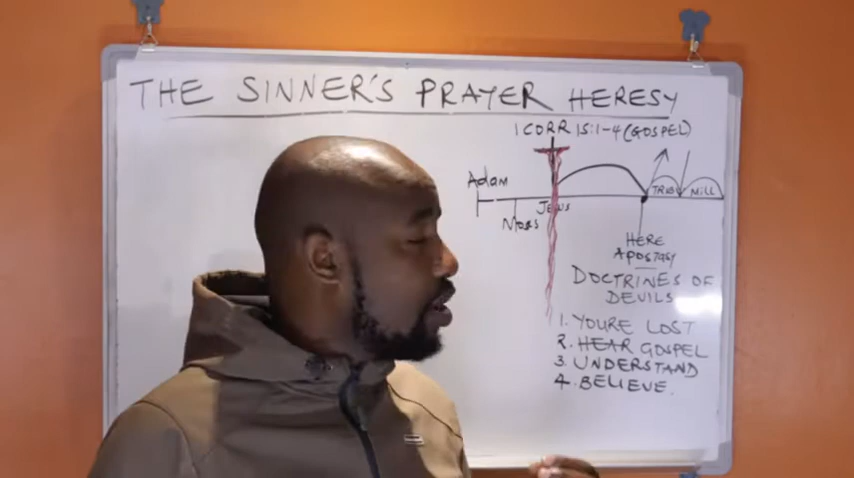 THE SINNER'S PRAYER HERESY
1 CORR 15:1-4 (GOSPEL)
Adam
TRIB MILL
JEWS
Moses
HERE
APOSTASY
DOCTRINES OF
DEVILS
1. YOURE LOST
2. HEAR GOSPEL
3. UNDERSTAND
4. BELIEVE.